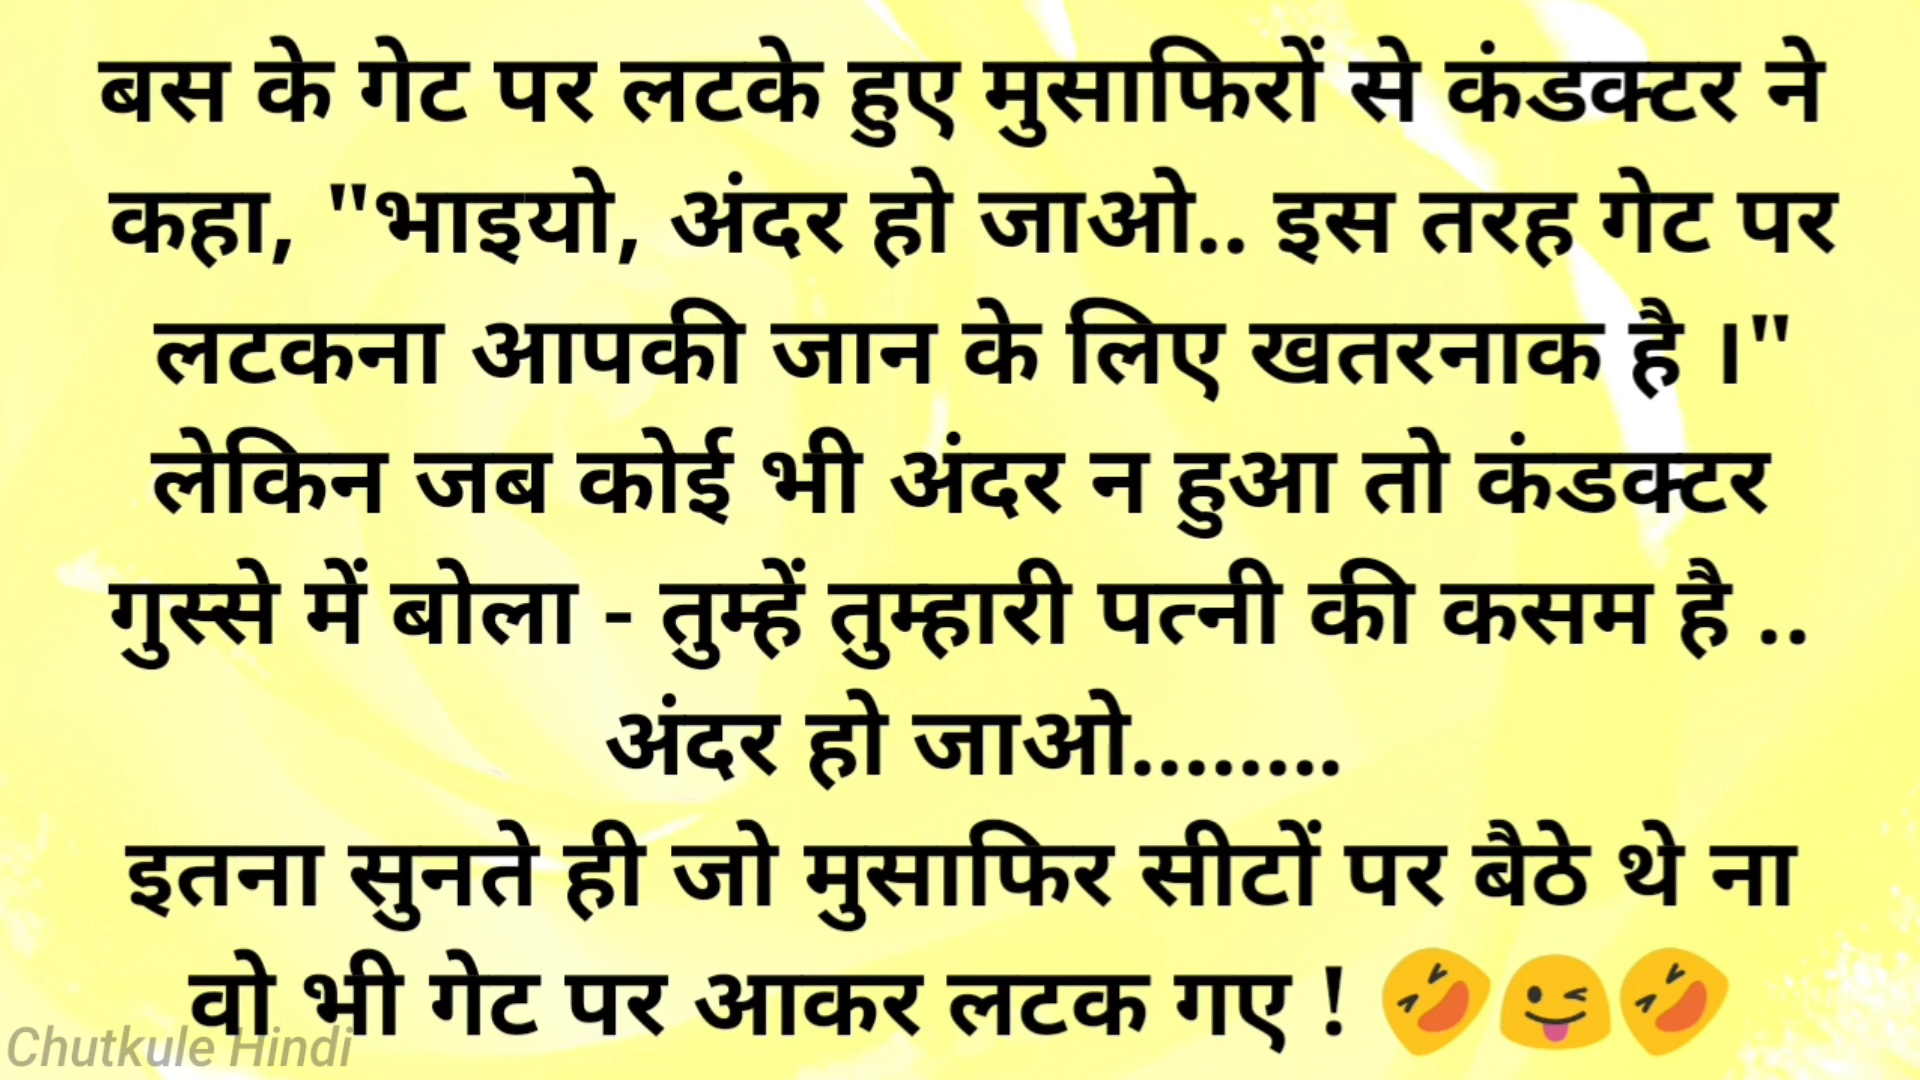 बस के गेट पर लटके हुए मुसाफिरों से कंडक्टर ने
कहा, "भाइयो, अंदर हो जाओ.. इस तरह गेट पर
लटकना आपकी जान के लिए खतरनाक है ।"
लेकिन जब कोई भी अंदर न हुआ तो कंडक्टर
गुस्से में बोला - तुम्हें तुम्हारी पत्नी की कसम है ..
अंदर हो जाओ........
इतना सुनते ही जो मुसाफिर सीटों पर बैठे थे ना
वो भी गेट पर आकर लटक गए ! 🤣😜🤣
Chutkule Hindi